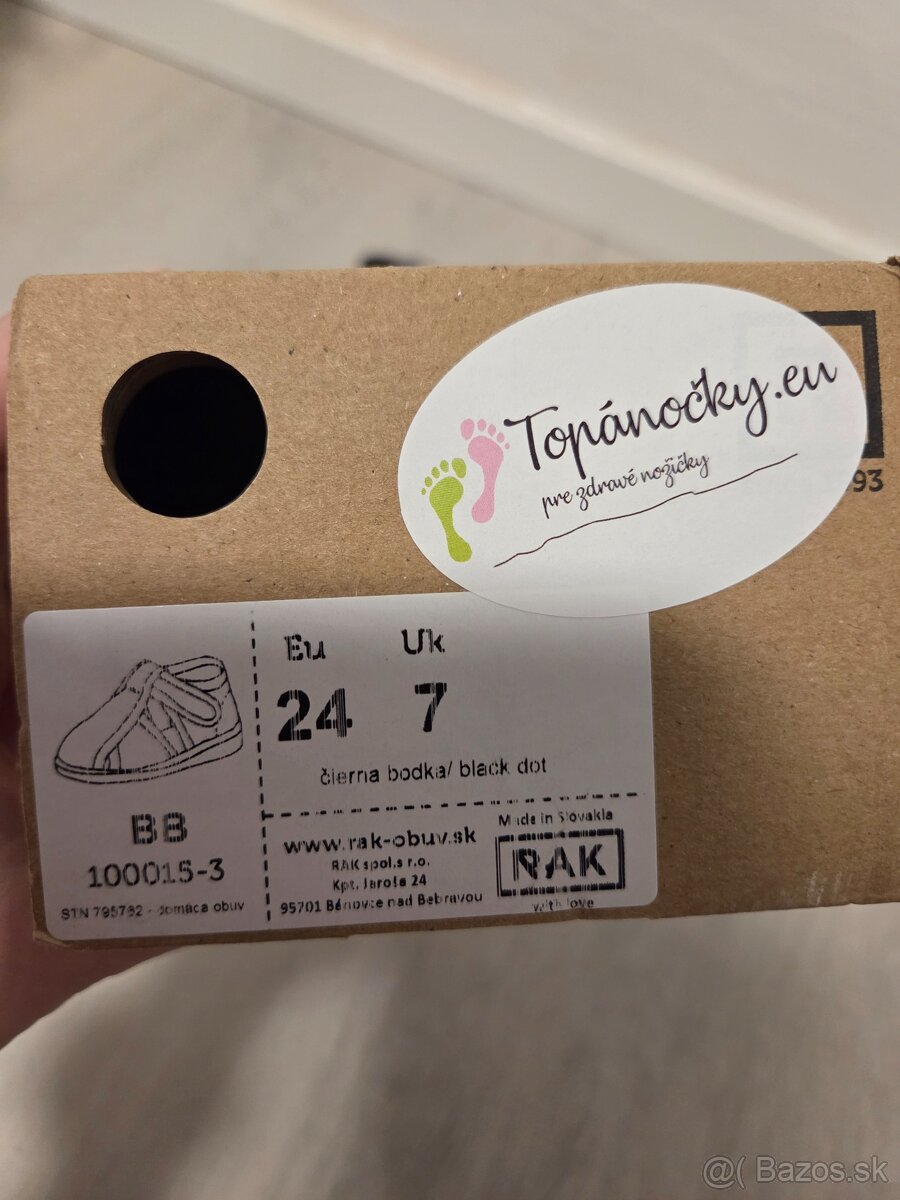 Topánočky.eu
pre zdravé nožičky
93
Eu Uk
24 7
čierna bodka/ black dot
BB
100015-3
STN 795782 - domáca obuv
www.rak-obuv.sk
RAK spol.s r.o.
Kpt. Jaroša 24
95701 Bánovce nad Bebravou
Made in Slovakia
RAK
with love
@( Bazos.sk